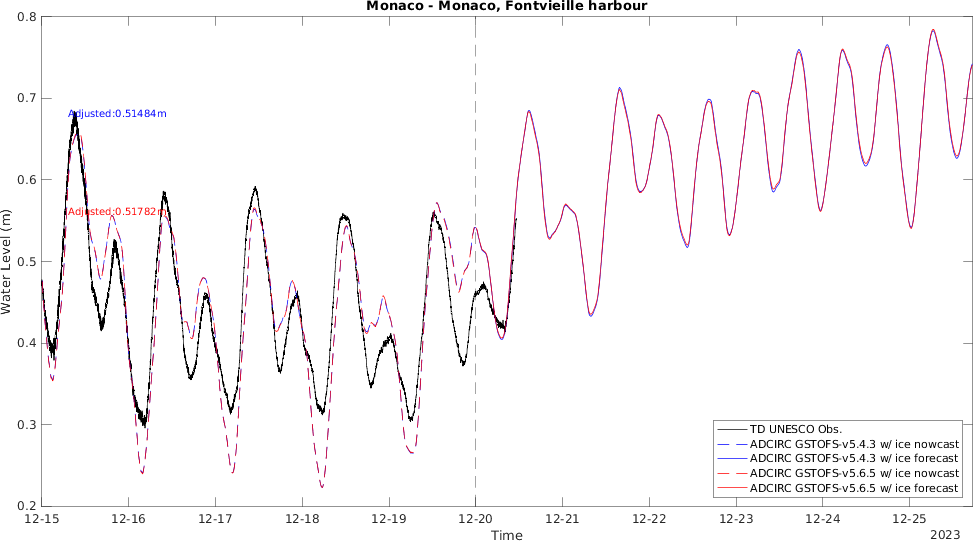 Monaco - Monaco, Fontvieille harbour
0.8
0.7
0.6
0.5
0.4
0.3
0.2
Water Level (m)
Adjusted:0.51484m
Adjusted:0.51782m
TD UNESCO Obs.
ADCIRC GSTOFS-v5.4.3 w/ ice nowcast
ADCIRC GSTOFS-v5.4.3 w/ ice forecast
ADCIRC GSTOFS-v5.6.5 w/ ice nowcast
ADCIRC GSTOFS-v5.6.5 w/ ice forecast
12-15 12-16 12-17 12-18 12-19 12-20 12-21 12-22 12-23 12-24 12-25
Time
2023